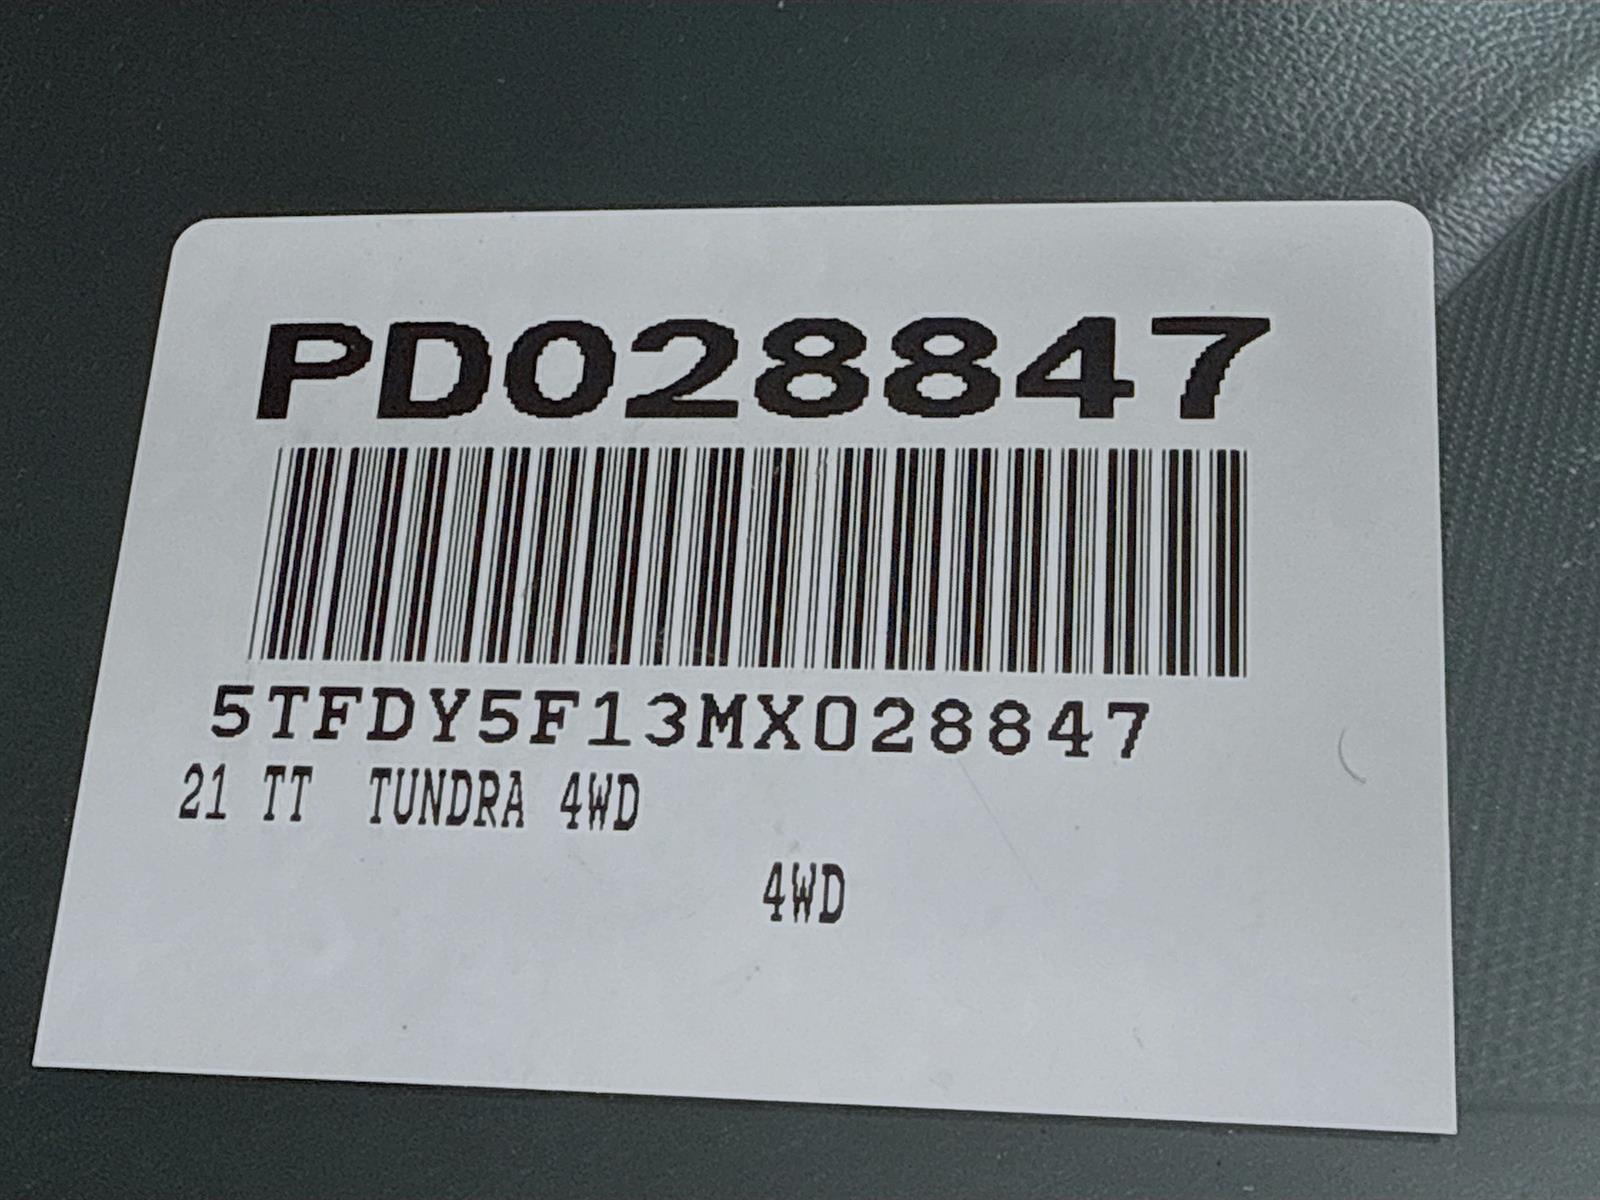 PD028847
5TFDY5F13MX028847
21 TT TUNDRA 4WD
4WD